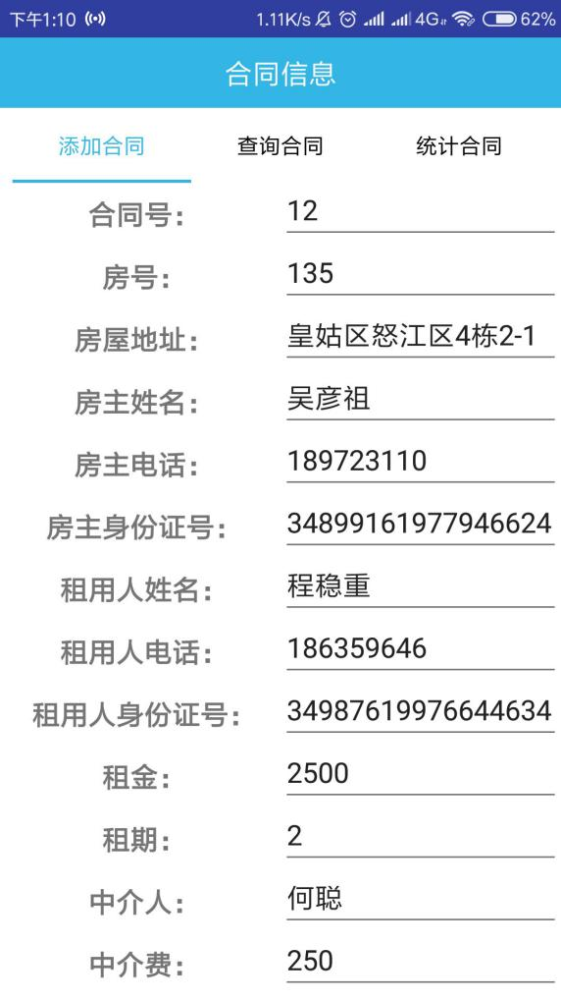 下午1:10 1.11K/s 4G 62%
合同信息
添加合同 查询合同 统计合同
合同号： 12
房号： 135
房屋地址： 皇姑区怒江区4栋2-1
房主姓名： 吴彦祖
房主电话： 189723110
房主身份证号： 34899161977946624
租用人姓名： 程稳重
租用人电话： 186359646
租用人身份证号： 34987619976644634
租金： 2500
租期： 2
中介人： 何聪
中介费： 250